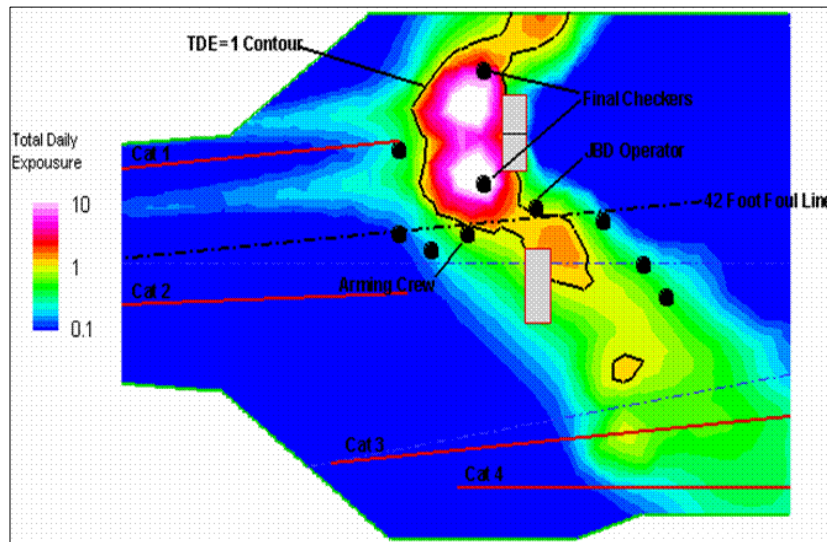 TDE=1 Contour
Final Checkers
Total Daily
Expousure
Cat 1
JBD Operator
10
42 Foot Foul Line
1
Arming Crew
Cat 2
0.1
Cat 3
Cat 4